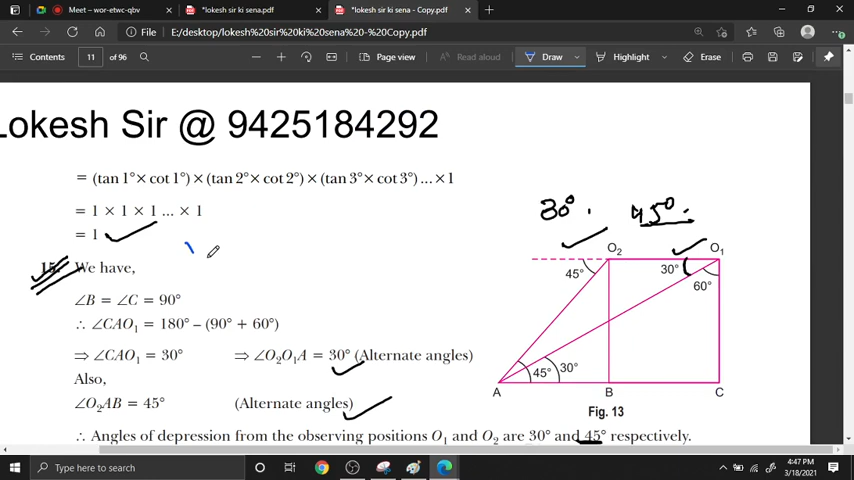 Meet – wor-etwc-qbv
*lokesh sir ki sena.pdf
*lokesh sir ki sena - Copy.pdf
File
E:/desktop/lokesh%20sir%20ki%20sena%20-%20Copy.pdf
Contents
11
of 96
Page view
Read aloud
Draw
Highlight
Erase
Lokesh Sir @ 9425184292
= (tan 1° × cot 1°) × (tan 2° × cot 2°) × (tan 3° × cot 3°) ... × 1
= 1 × 1 × 1 ... × 1
= 1
30° . 45° .
15. We have,
∠B = ∠C = 90°
∴ ∠CAO₁ = 180° – (90° + 60°)
⇒ ∠CAO₁ = 30° ⇒ ∠O₂O₁A = 30° (Alternate angles)
Also,
∠O₂AB = 45° (Alternate angles)
∴ Angles of depression from the observing positions O₁ and O₂ are 30° and 45° respectively.
O₂ O₁
45° 30°
60°
45° 30°
A B C
Fig. 13
Type here to search
4:47 PM
3/18/2021